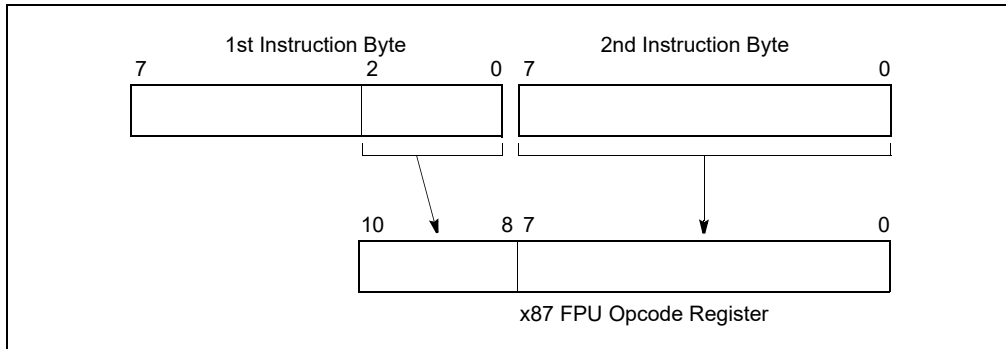 1st Instruction Byte 2nd Instruction Byte
7 2 0 7 0
10 8 7 0
x87 FPU Opcode Register